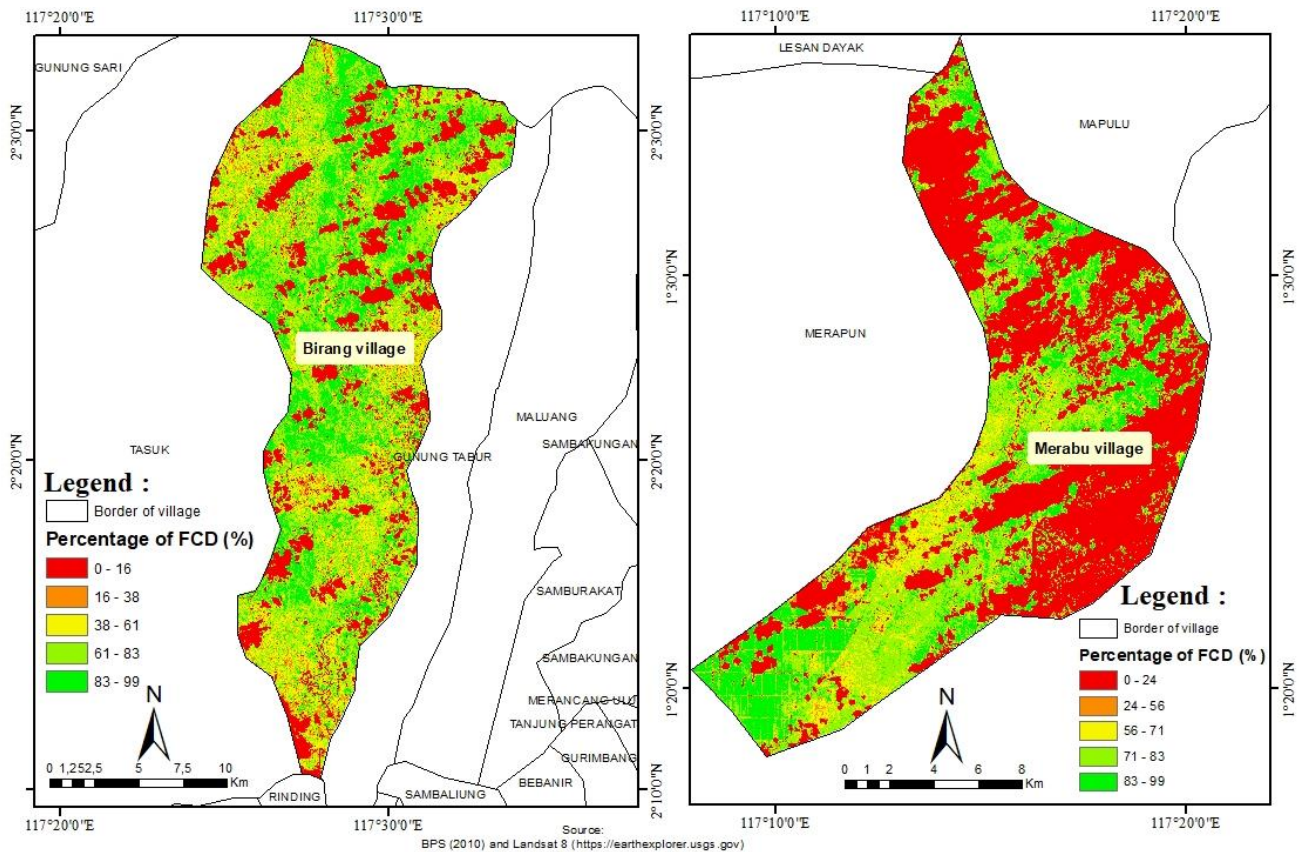 117°20'0"E 117°30'0"E
GUNUNG SARI
2°30'0"N 2°30'0"N
Birang village
MALUANG
SAMBAKUNGAN
TASUK
GUNUNG TABUR
2°20'0"N 2°20'0"N
Legend :
Border of village
Percentage of FCD (%)
0 - 16
16 - 38
38 - 61
61 - 83
83 - 99
SAMBURAKAT
SAMBAKUNGAN
MERANCANG ULU
TANJUNG PERANGAT
GURIMBANG
BEBANIR
N
0 1,252,5 5 7,5 10
Km
RINDING
SAMBALIUNG
2°10'0"N
117°20'0"E 117°30'0"E
117°10'0"E 117°20'0"E
LESAN DAYAK
MAPULU
1°30'0"N 1°30'0"N
MERAPUN
Merabu village
Legend :
Border of village
Percentage of FCD (%)
0 - 24
24 - 56
56 - 71
71 - 83
83 - 99
1°20'0"N 1°20'0"N
N
0 1 2 4 6 8
Km
117°10'0"E 117°20'0"E
Source:
BPS (2010) and Landsat 8 (https://earthexplorer.usgs.gov)